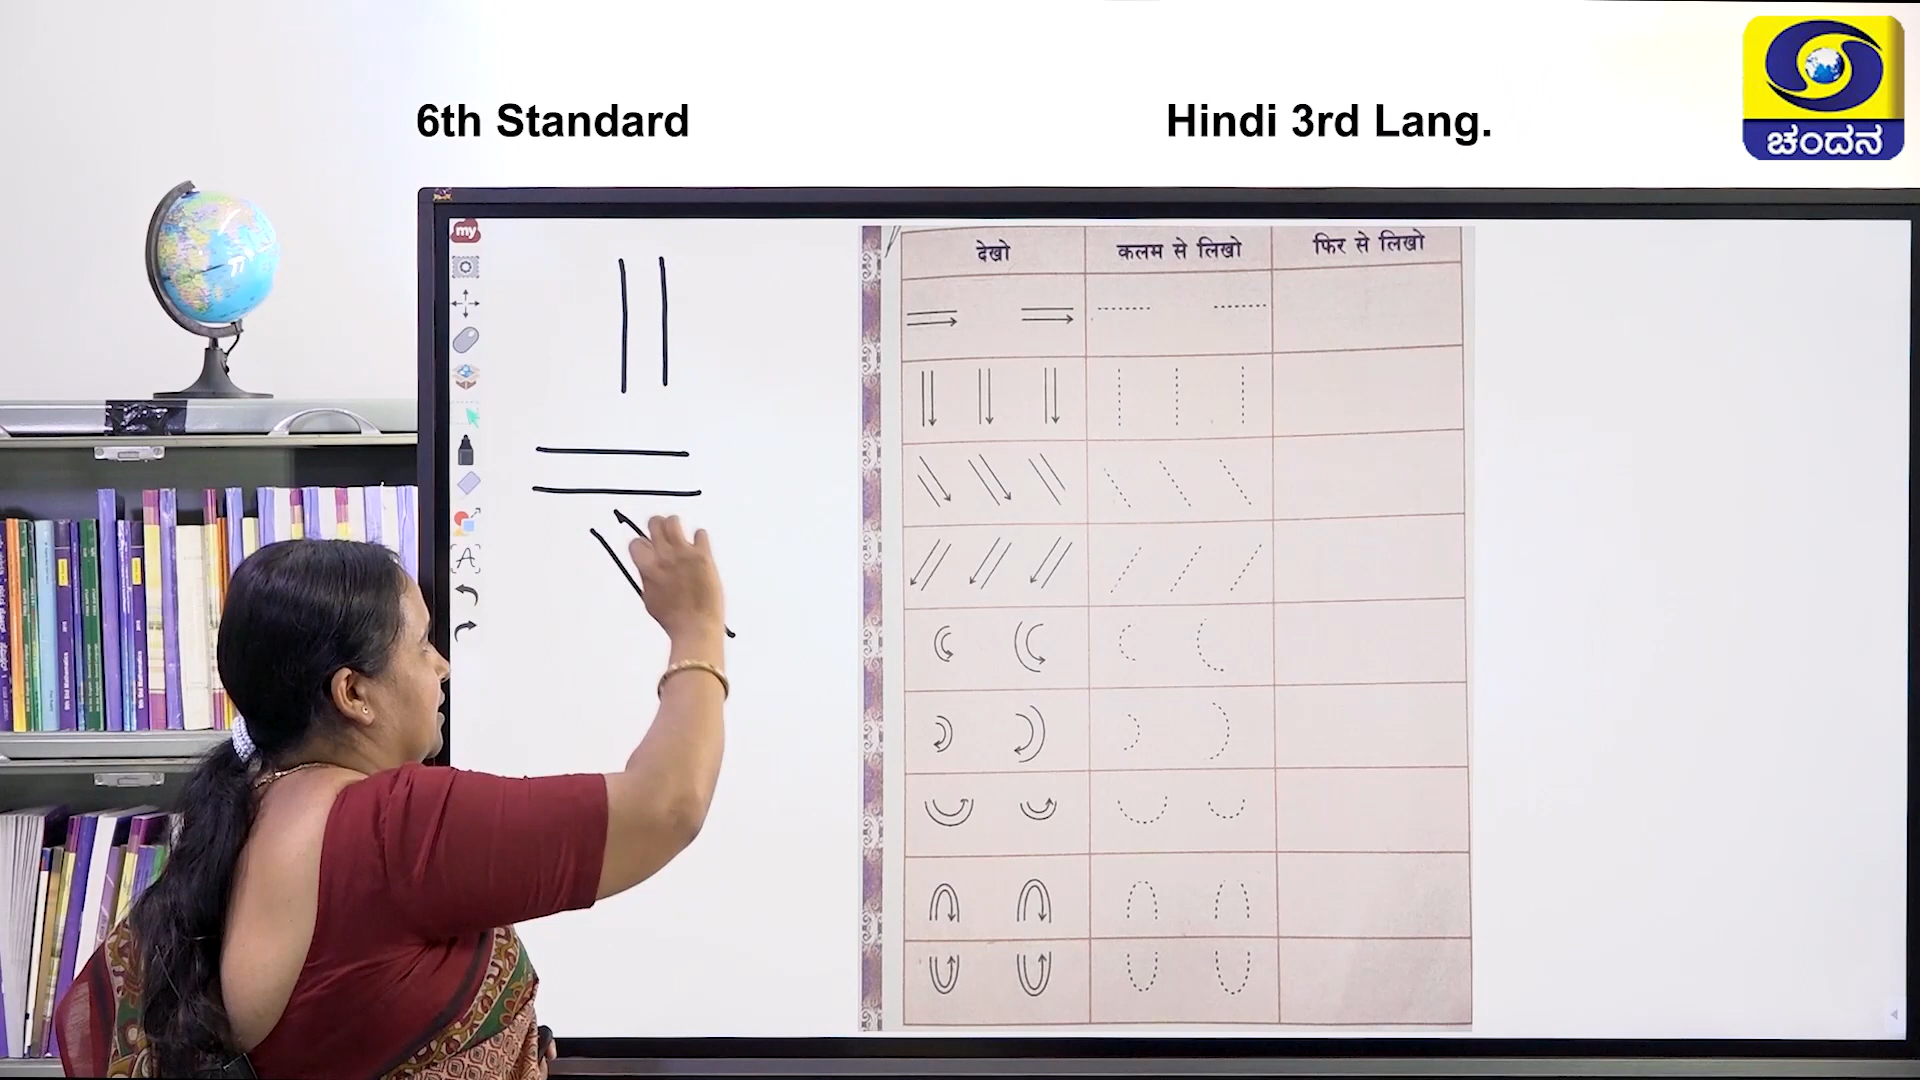 6th Standard
Hindi 3rd Lang.
ಚಂದನ
my
देखो
कलम से लिखो
फिर से लिखो
A